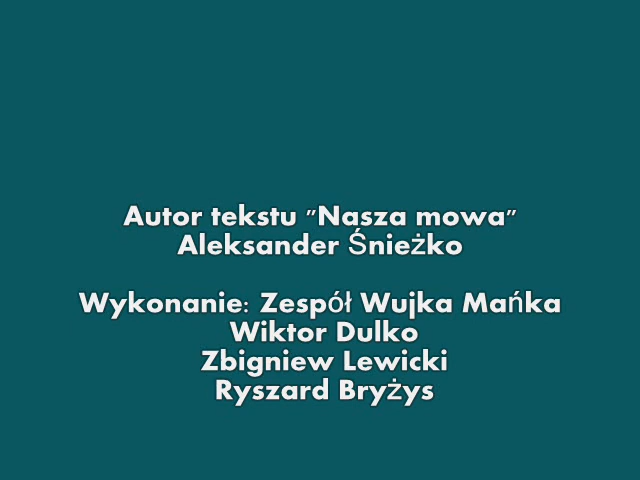 Autor tekstu "Nasza mowa"
Aleksander Śnieżko
Wykonanie: Zespół Wujka Mańka
Wiktor Dulko
Zbigniew Lewicki
Ryszard Bryżys